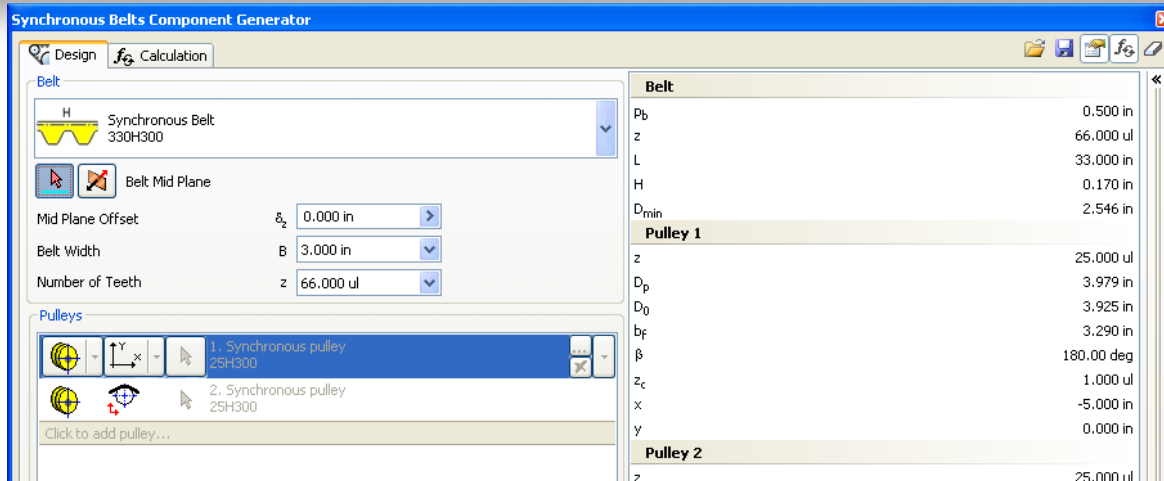 Synchronous Belts Component Generator
Design
Calculation
Belt
H
Synchronous Belt
330H300
Belt Mid Plane
Mid Plane Offset δz 0.000 in
Belt Width B 3.000 in
Number of Teeth z 66.000 ul
Pulleys
1. Synchronous pulley
25H300
2. Synchronous pulley
25H300
Click to add pulley...
Belt
Pb 0.500 in
z 66.000 ul
L 33.000 in
H 0.170 in
Dmin 2.546 in
Pulley 1
z 25.000 ul
Dp 3.979 in
D0 3.925 in
bf 3.290 in
β 180.00 deg
zc 1.000 ul
x -5.000 in
y 0.000 in
Pulley 2
z 25.000 ul